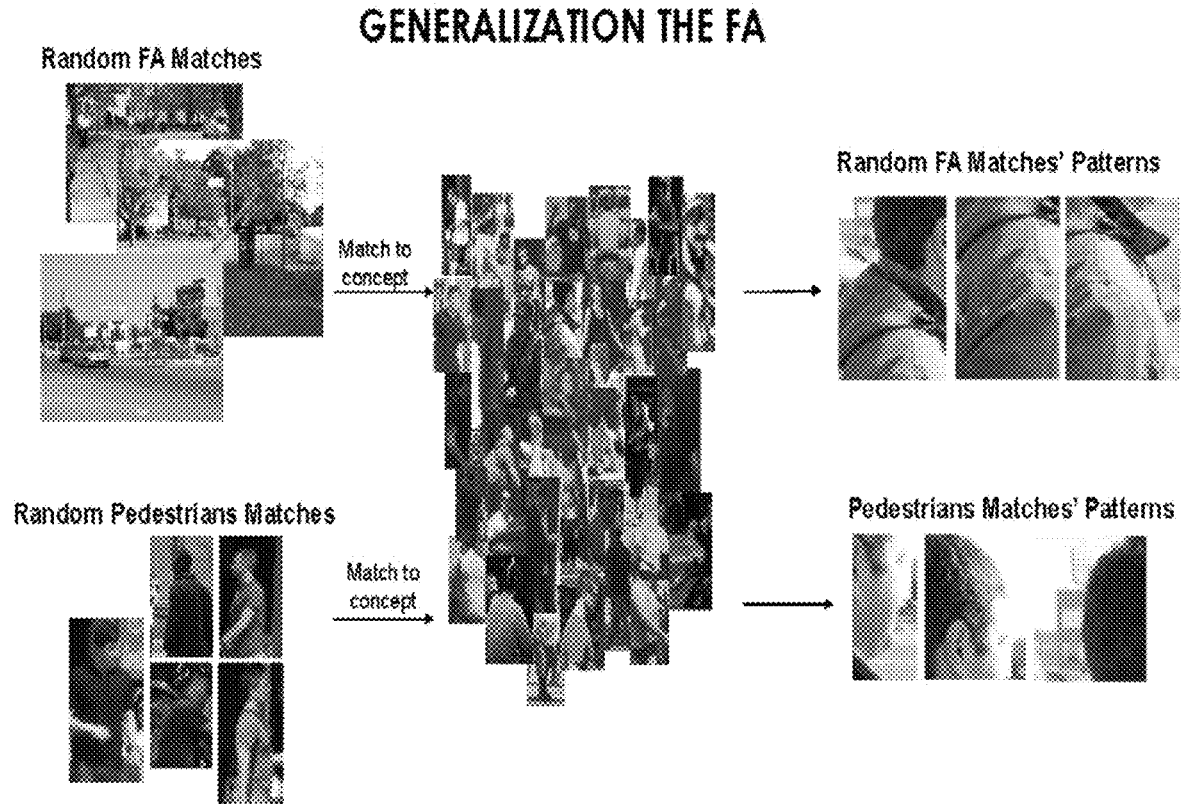 GENERALIZATION THE FA
Random FA Matches
Random FA Matches' Patterns
Match to
concept
Random Pedestrians Matches
Pedestrians Matches' Patterns
Match to
concept